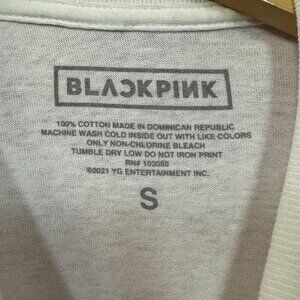 BLACKPIИK
100% COTTON MADE IN DOMINICAN REPUBLIC
MACHINE WASH COLD INSIDE OUT WITH LIKE COLORS
ONLY NON-CHLORINE BLEACH
TUMBLE DRY LOW DO NOT IRON PRINT
RN# 102050
©2021 YG ENTERTAINMENT INC.
S